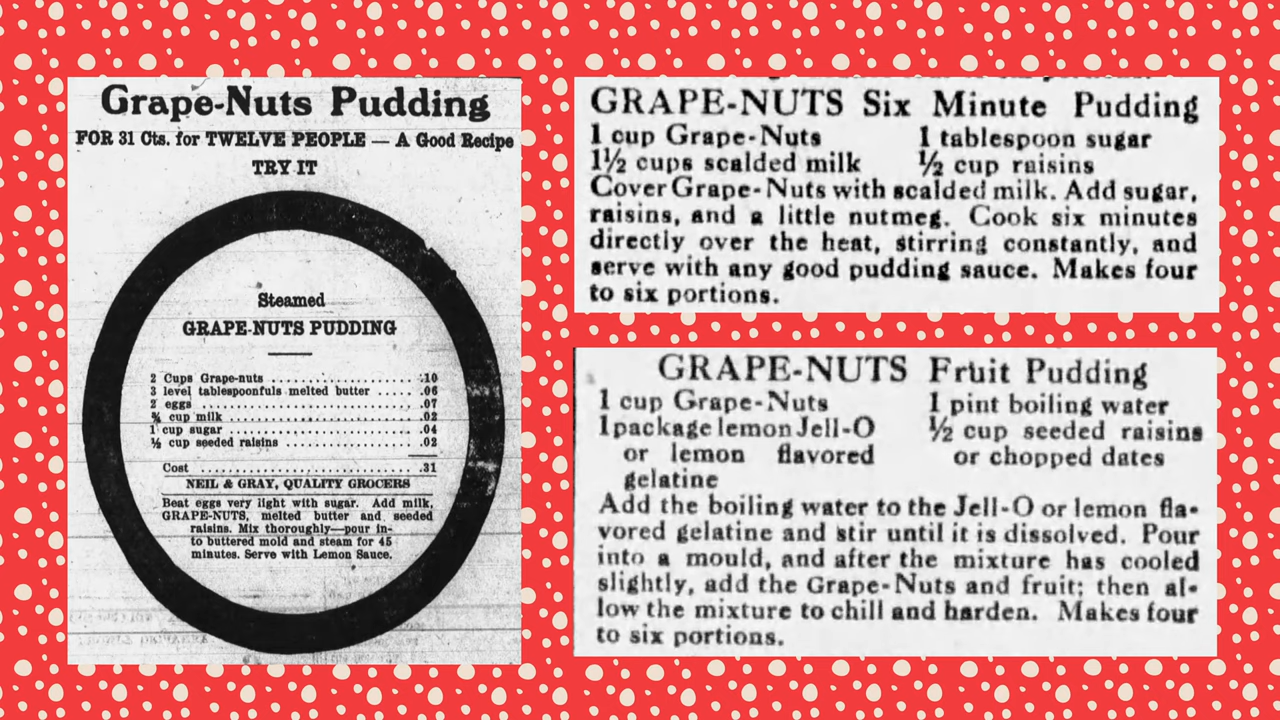 Grape-Nuts Pudding
FOR 31 Cts. for TWELVE PEOPLE — A Good Recipe
TRY IT
Steamed
GRAPE-NUTS PUDDING
2 Cups Grape-nuts .................... .10
3 level tablespoonfuls melted butter ..... .06
2 eggs .............................. .07
¾ cup milk .......................... .02
1 cup sugar .......................... .04
½ cup seeded raisins .................. .02
Cost ................................ .31
NEIL & GRAY, QUALITY GROCERS
Beat eggs very light with sugar. Add milk,
GRAPE-NUTS, melted butter and seeded
raisins. Mix thoroughly—pour in-
to buttered mold and steam for 45
minutes. Serve with Lemon Sauce.
GRAPE-NUTS Six Minute Pudding
1 cup Grape-Nuts 1 tablespoon sugar
1½ cups scalded milk ½ cup raisins
Cover Grape-Nuts with scalded milk. Add sugar,
raisins, and a little nutmeg. Cook six minutes
directly over the heat, stirring constantly, and
serve with any good pudding sauce. Makes four
to six portions.
GRAPE-NUTS Fruit Pudding
1 cup Grape-Nuts 1 pint boiling water
1 package lemon Jell-O ½ cup seeded raisins
or lemon flavored or chopped dates
gelatine
Add the boiling water to the Jell-O or lemon fla-
vored gelatine and stir until it is dissolved. Pour
into a mould, and after the mixture has cooled
slightly, add the Grape-Nuts and fruit; then al-
low the mixture to chill and harden. Makes four
to six portions.